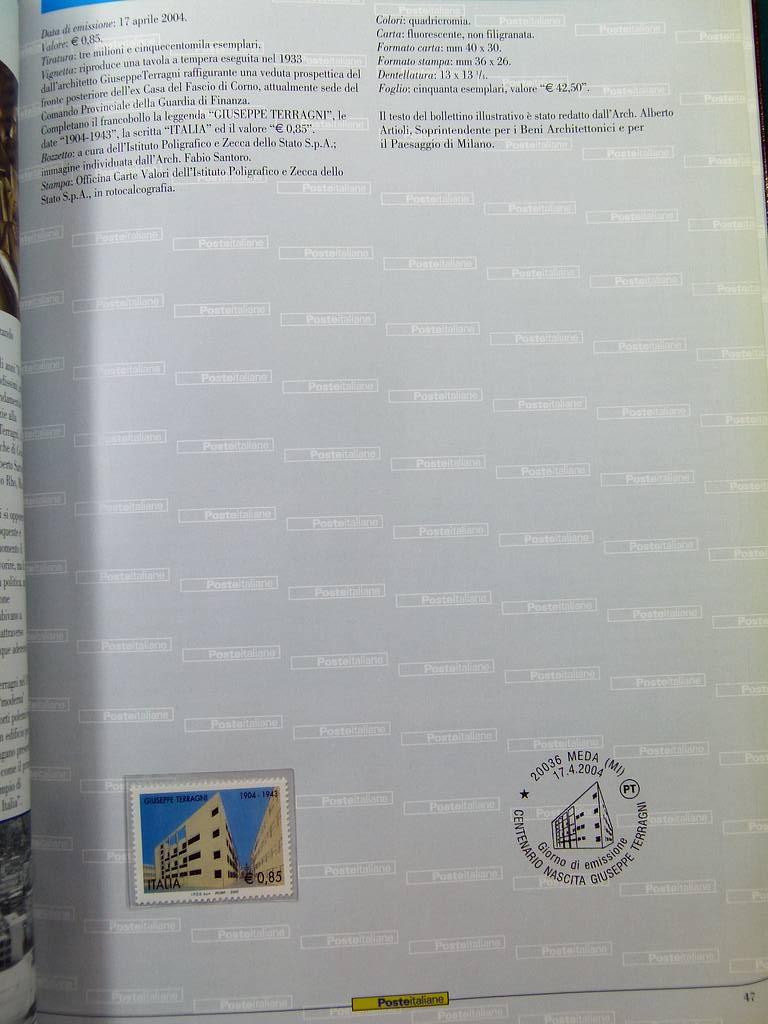 Data di emissione: 17 aprile 2004.
Valore: € 0,85.
Tiratura: tre milioni e cinquecentomila esemplari.
Vignetta: riproduce una tavola a tempera eseguita nel 1933
dall'architetto GiuseppeTerragni raffigurante una veduta prospettica del
fronte posteriore dell'ex Casa del Fascio di Como, attualmente sede del
Comando Provinciale della Guardia di Finanza.
Completano il francobollo la leggenda “GIUSEPPE TERRAGNI”, le
date “1904-1943”, la scritta “ITALIA” ed il valore “€ 0,85”.
Bozzetto: a cura dell'Istituto Poligrafico e Zecca dello Stato S.p.A.;
immagine individuata dall'Arch. Fabio Santoro.
Stampa: Officina Carte Valori dell'Istituto Poligrafico e Zecca dello
Stato S.p.A., in rotocalcografia.
Colori: quadricromia.
Carta: fluorescente, non filigranata.
Formato carta: mm 40 x 30.
Formato stampa: mm 36 x 26.
Dentellatura: 13 x 13 ¼.
Foglio: cinquanta esemplari, valore “€ 42,50”.
Il testo del bollettino illustrativo è stato redatto dall'Arch. Alberto
Artioli, Soprintendente per i Beni Architettonici e per
il Paesaggio di Milano.
GIUSEPPE TERRAGNI 1904 - 1943
ITALIA € 0,85
20036 MEDA (MI)
17.4.2004
PT
Giorno di emissione
CENTENARIO NASCITA GIUSEPPE TERRAGNI
Posteitaliane
47